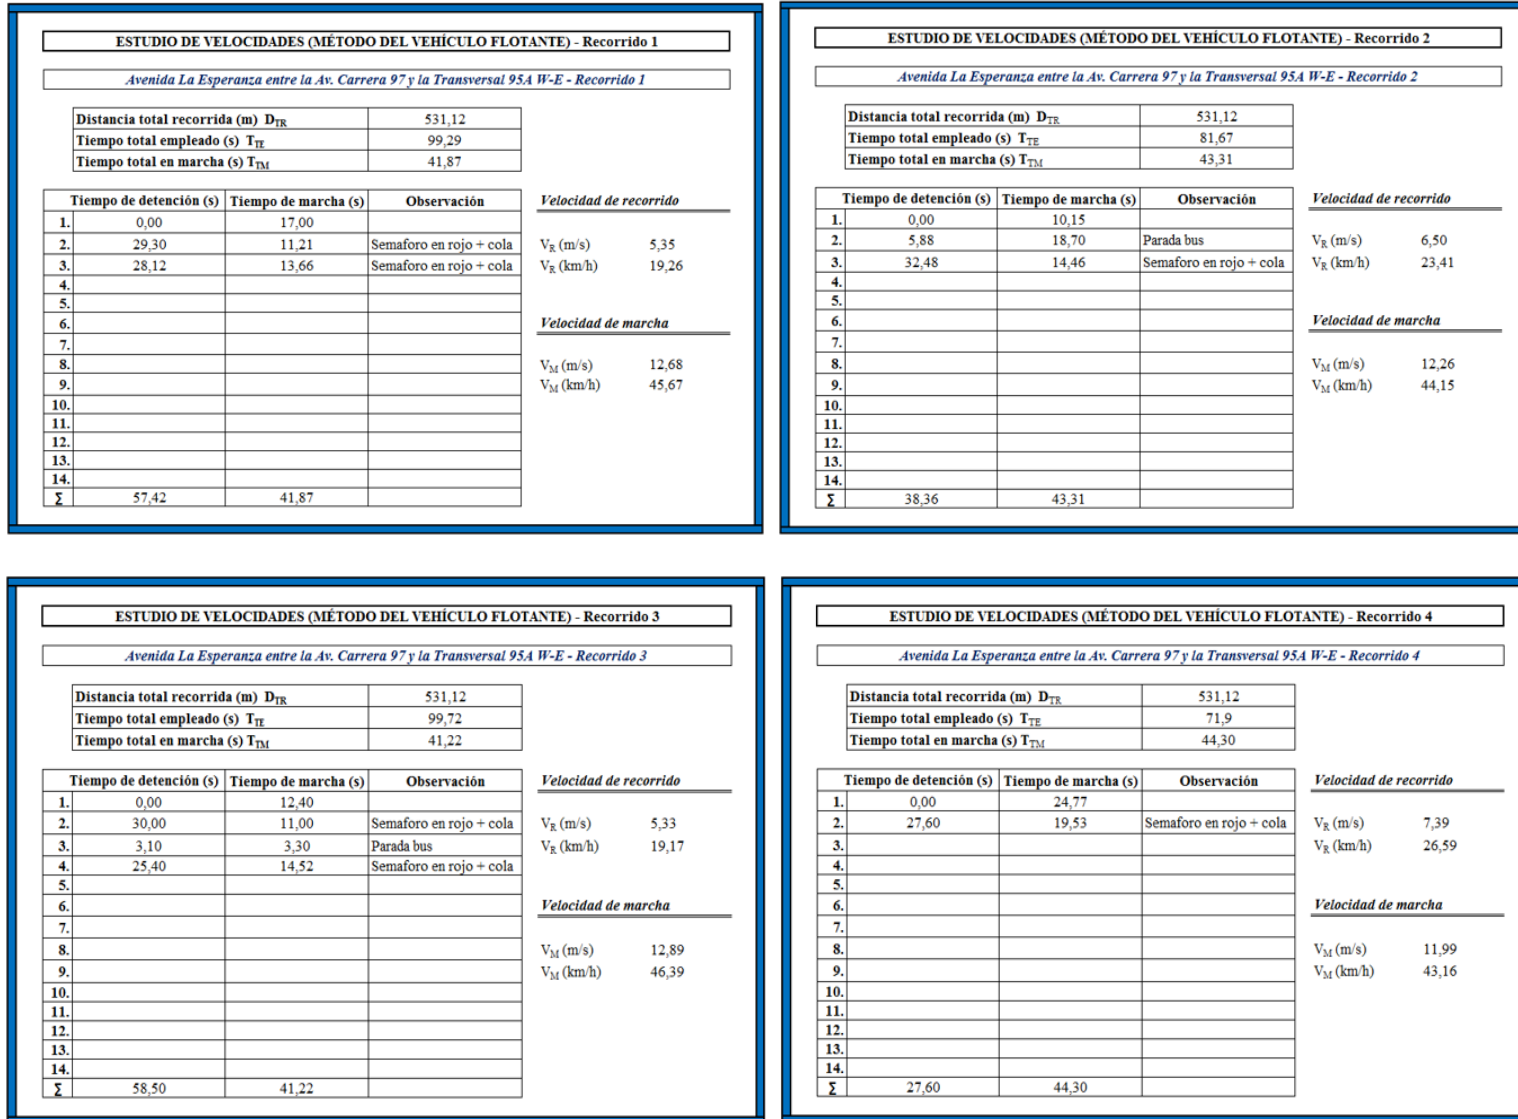 ESTUDIO DE VELOCIDADES (MÉTODO DEL VEHÍCULO FLOTANTE) - Recorrido 1
Avenida La Esperanza entre la Av. Carrera 97 y la Transversal 95A W-E - Recorrido 1
Distancia total recorrida (m) DTR 531,12
Tiempo total empleado (s) TTE 99,29
Tiempo total en marcha (s) TTM 41,87
Tiempo de detención (s) Tiempo de marcha (s) Observación
1. 0,00 17,00
2. 29,30 11,21 Semaforo en rojo + cola
3. 28,12 13,66 Semaforo en rojo + cola
4.
5.
6.
7.
8.
9.
10.
11.
12.
13.
14.
Σ 57,42 41,87
Velocidad de recorrido
VR (m/s) 5,35
VR (km/h) 19,26
Velocidad de marcha
VM (m/s) 12,68
VM (km/h) 45,67
ESTUDIO DE VELOCIDADES (MÉTODO DEL VEHÍCULO FLOTANTE) - Recorrido 2
Avenida La Esperanza entre la Av. Carrera 97 y la Transversal 95A W-E - Recorrido 2
Distancia total recorrida (m) DTR 531,12
Tiempo total empleado (s) TTE 81,67
Tiempo total en marcha (s) TTM 43,31
Tiempo de detención (s) Tiempo de marcha (s) Observación
1. 0,00 10,15
2. 5,88 18,70 Parada bus
3. 32,48 14,46 Semaforo en rojo + cola
4.
5.
6.
7.
8.
9.
10.
11.
12.
13.
14.
Σ 38,36 43,31
Velocidad de recorrido
VR (m/s) 6,50
VR (km/h) 23,41
Velocidad de marcha
VM (m/s) 12,26
VM (km/h) 44,15
ESTUDIO DE VELOCIDADES (MÉTODO DEL VEHÍCULO FLOTANTE) - Recorrido 3
Avenida La Esperanza entre la Av. Carrera 97 y la Transversal 95A W-E - Recorrido 3
Distancia total recorrida (m) DTR 531,12
Tiempo total empleado (s) TTE 99,72
Tiempo total en marcha (s) TTM 41,22
Tiempo de detención (s) Tiempo de marcha (s) Observación
1. 0,00 12,40
2. 30,00 11,00 Semaforo en rojo + cola
3. 3,10 3,30 Parada bus
4. 25,40 14,52 Semaforo en rojo + cola
5.
6.
7.
8.
9.
10.
11.
12.
13.
14.
Σ 58,50 41,22
Velocidad de recorrido
VR (m/s) 5,33
VR (km/h) 19,17
Velocidad de marcha
VM (m/s) 12,89
VM (km/h) 46,39
ESTUDIO DE VELOCIDADES (MÉTODO DEL VEHÍCULO FLOTANTE) - Recorrido 4
Avenida La Esperanza entre la Av. Carrera 97 y la Transversal 95A W-E - Recorrido 4
Distancia total recorrida (m) DTR 531,12
Tiempo total empleado (s) TTE 71,9
Tiempo total en marcha (s) TTM 44,30
Tiempo de detención (s) Tiempo de marcha (s) Observación
1. 0,00 24,77
2. 27,60 19,53 Semaforo en rojo + cola
3.
4.
5.
6.
7.
8.
9.
10.
11.
12.
13.
14.
Σ 27,60 44,30
Velocidad de recorrido
VR (m/s) 7,39
VR (km/h) 26,59
Velocidad de marcha
VM (m/s) 11,99
VM (km/h) 43,16